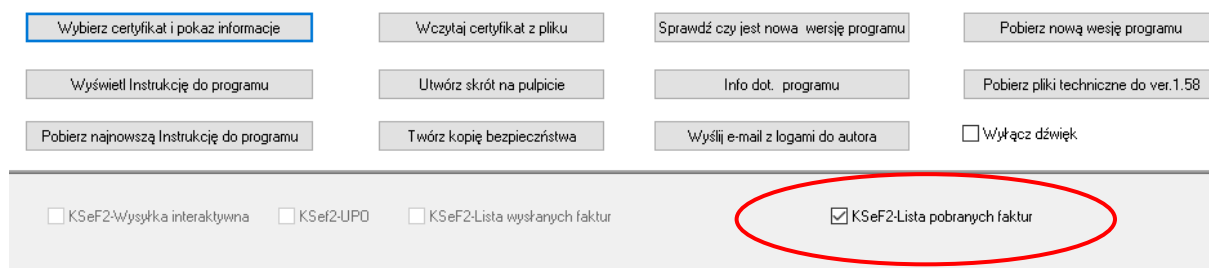 Wybierz certyfikat i pokaz informacje
Wczytaj certyfikat z pliku
Sprawdź czy jest nowa wersję programu
Pobierz nową wesję programu
Wyświetl Instrukcję do programu
Utwórz skrót na pulpicie
Info dot. programu
Pobierz pliki techniczne do ver.1.58
Pobierz najnowszą Instrukcję do programu
Twórz kopię bezpieczństwa
Wyślij e-mail z logami do autora
Wyłącz dźwięk
KSeF2-Wysyłka interaktywna
KSef2-UPO
KSeF2-Lista wysłanych faktur
KSeF2-Lista pobranych faktur